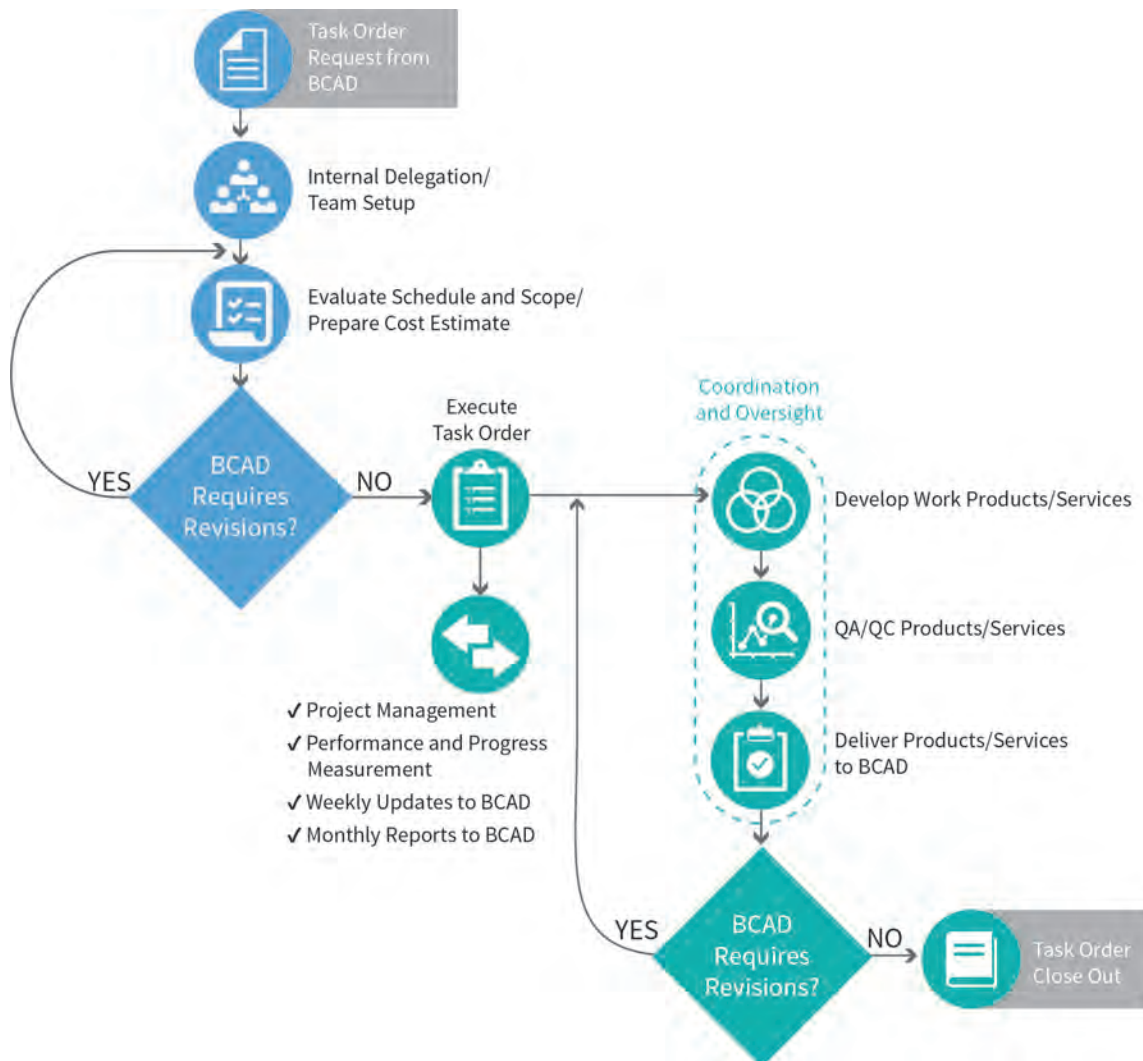 Task Order
Request from
BCAD
Internal Delegation/
Team Setup
Evaluate Schedule and Scope/
Prepare Cost Estimate
BCAD
Requires
Revisions?
YES
NO
Execute
Task Order
✓ Project Management
✓ Performance and Progress
Measurement
✓ Weekly Updates to BCAD
✓ Monthly Reports to BCAD
Coordination
and Oversight
Develop Work Products/Services
QA/QC Products/Services
Deliver Products/Services
to BCAD
BCAD
Requires
Revisions?
YES
NO
Task Order
Close Out